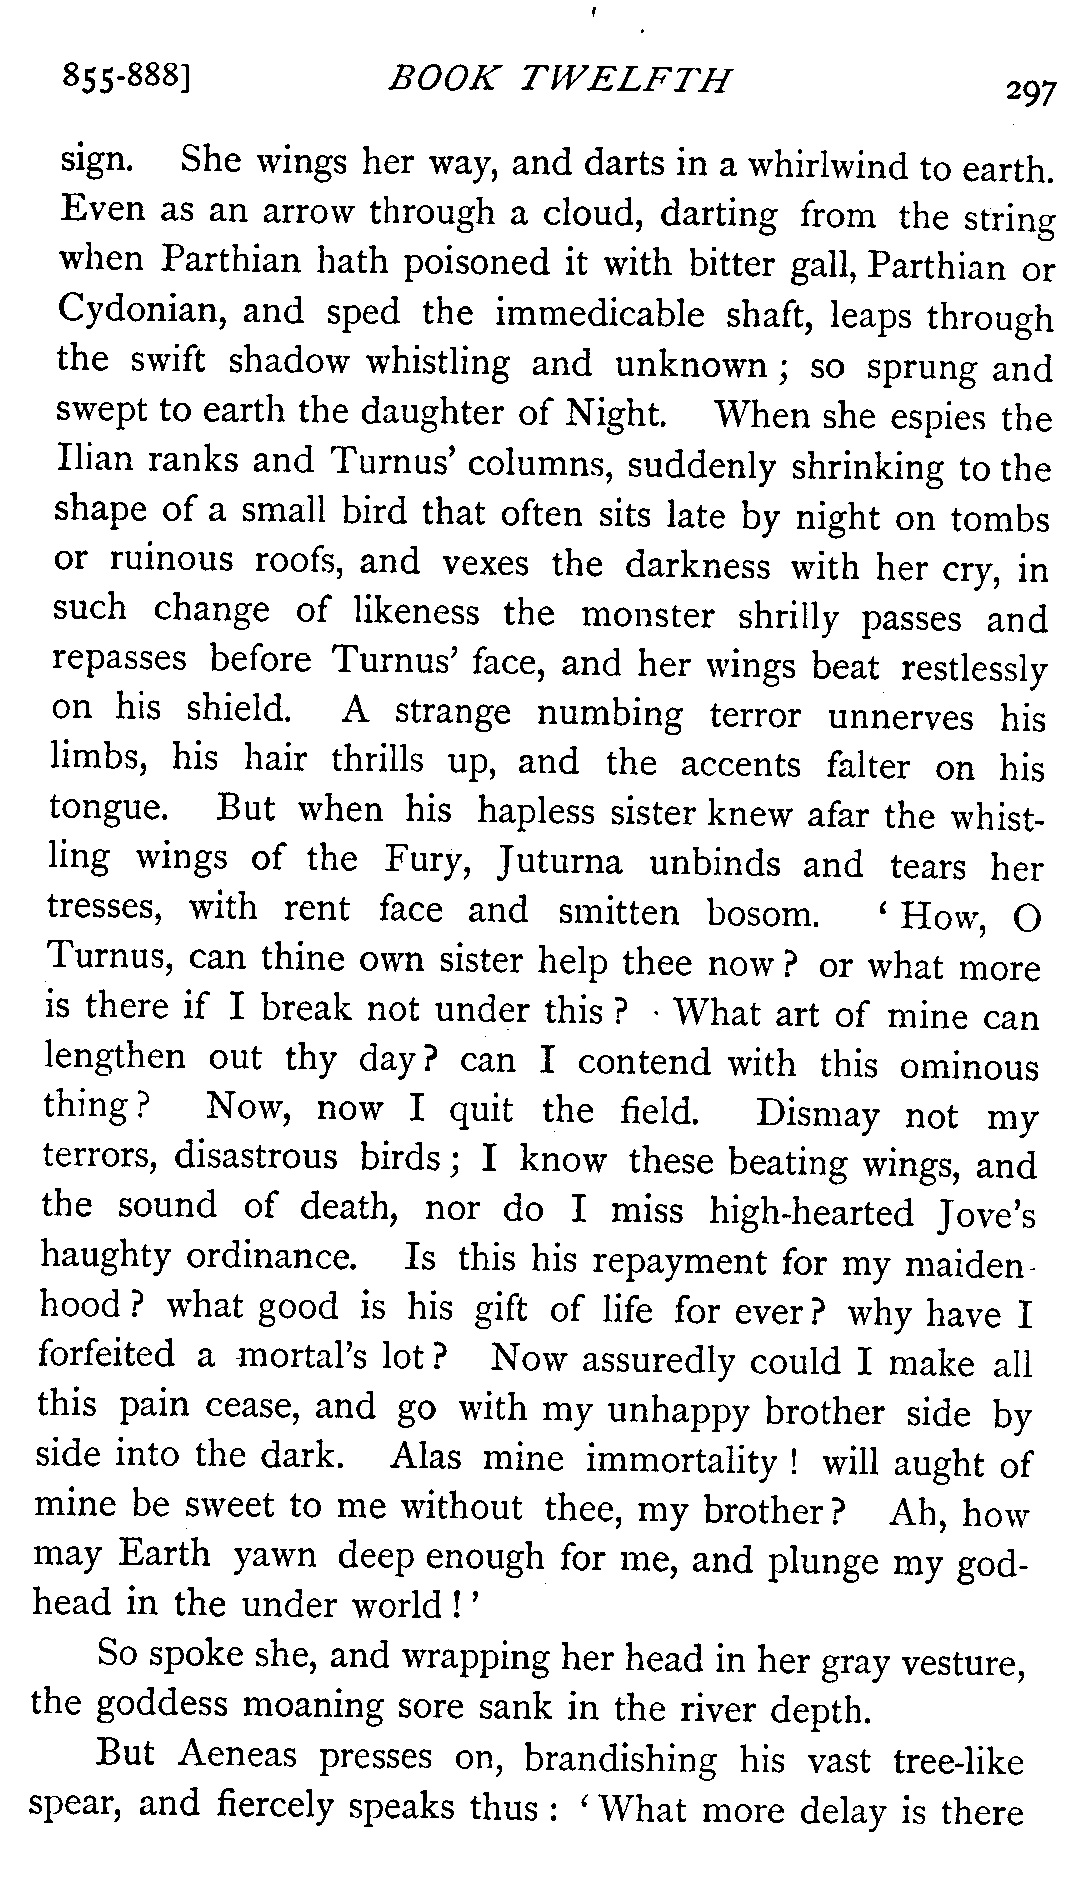 855-888] BOOK TWELFTH 297
sign. She wings her way, and darts in a whirlwind to earth.
Even as an arrow through a cloud, darting from the string
when Parthian hath poisoned it with bitter gall, Parthian or
Cydonian, and sped the immedicable shaft, leaps through
the swift shadow whistling and unknown ; so sprung and
swept to earth the daughter of Night. When she espies the
Ilian ranks and Turnus' columns, suddenly shrinking to the
shape of a small bird that often sits late by night on tombs
or ruinous roofs, and vexes the darkness with her cry, in
such change of likeness the monster shrilly passes and
repasses before Turnus' face, and her wings beat restlessly
on his shield. A strange numbing terror unnerves his
limbs, his hair thrills up, and the accents falter on his
tongue. But when his hapless sister knew afar the whist-
ling wings of the Fury, Juturna unbinds and tears her
tresses, with rent face and smitten bosom. ‘ How, O
Turnus, can thine own sister help thee now ? or what more
is there if I break not under this ? What art of mine can
lengthen out thy day ? can I contend with this ominous
thing ? Now, now I quit the field. Dismay not my
terrors, disastrous birds ; I know these beating wings, and
the sound of death, nor do I miss high-hearted Jove's
haughty ordinance. Is this his repayment for my maiden-
hood ? what good is his gift of life for ever ? why have I
forfeited a mortal's lot ? Now assuredly could I make all
this pain cease, and go with my unhappy brother side by
side into the dark. Alas mine immortality ! will aught of
mine be sweet to me without thee, my brother ? Ah, how
may Earth yawn deep enough for me, and plunge my god-
head in the under world ! ’
So spoke she, and wrapping her head in her gray vesture,
the goddess moaning sore sank in the river depth.
But Aeneas presses on, brandishing his vast tree-like
spear, and fiercely speaks thus : ‘ What more delay is there